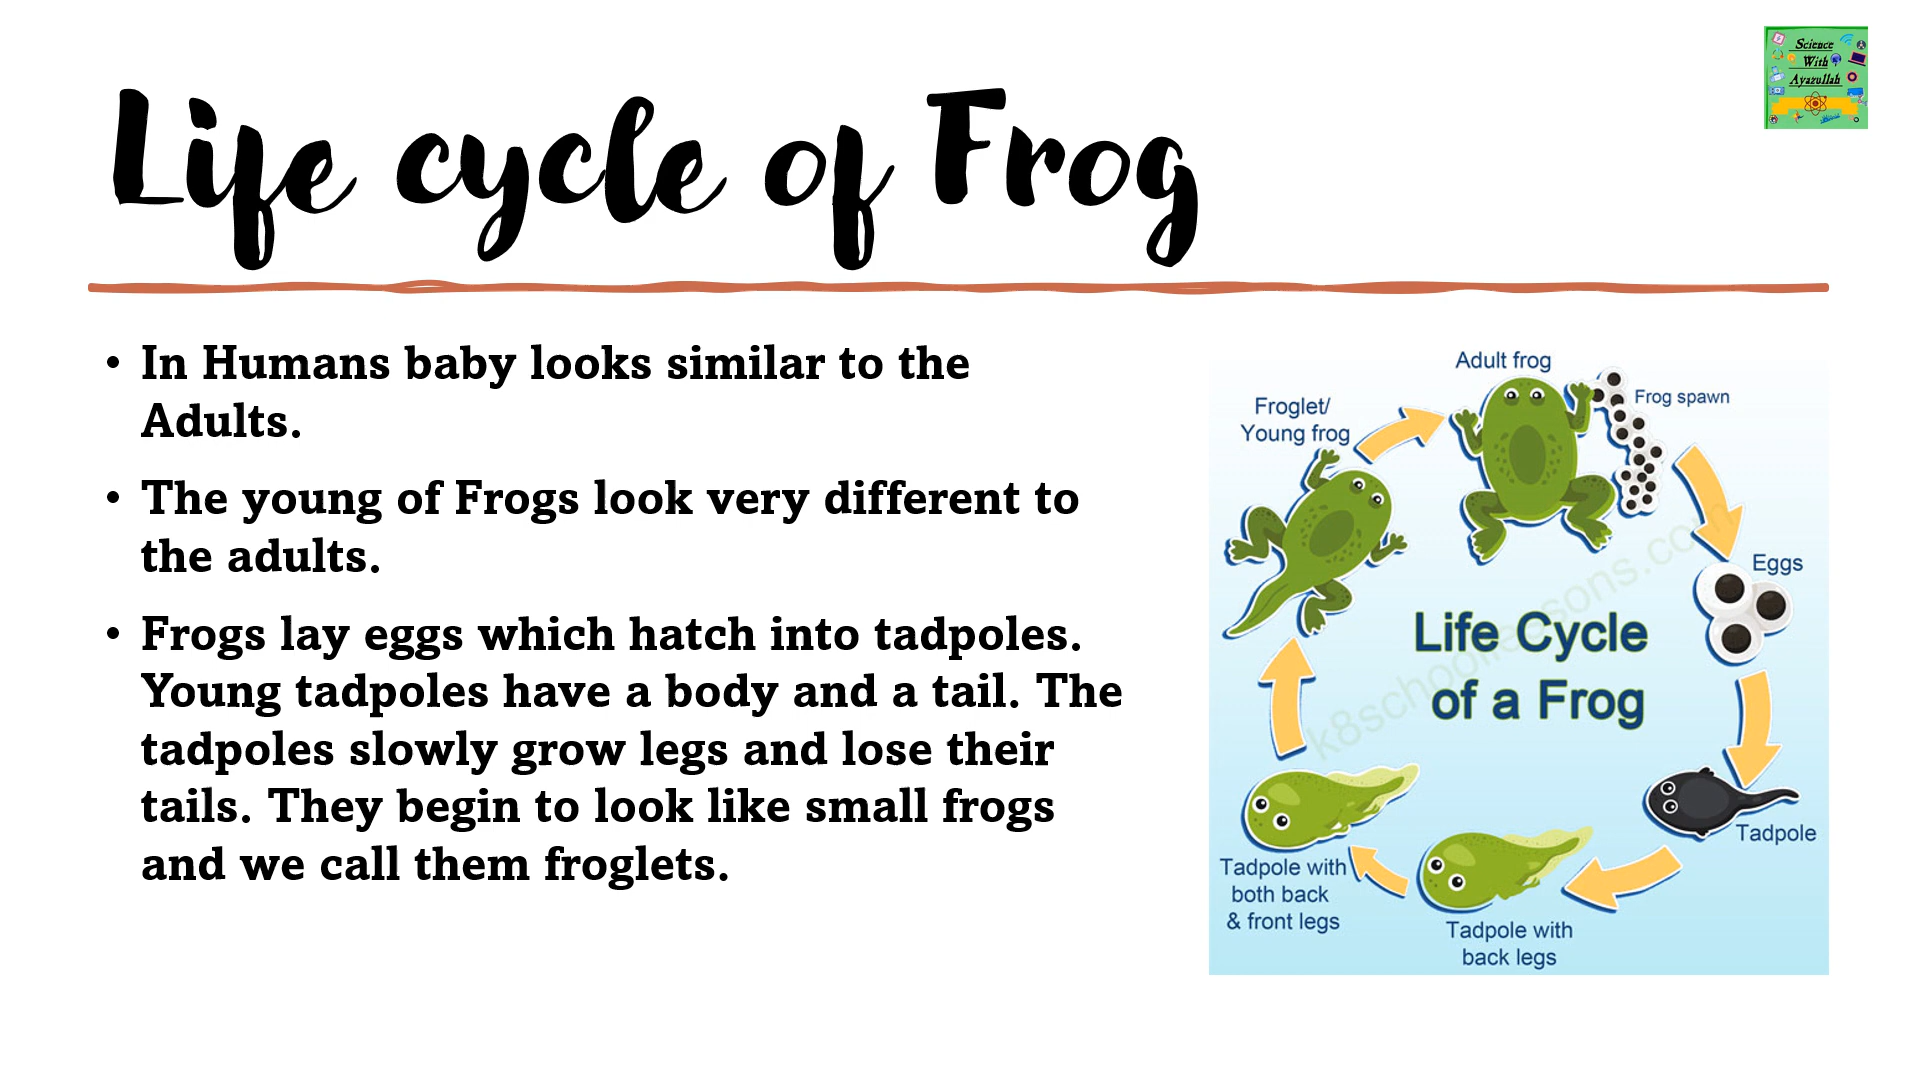 Life cycle of Frog
Science
With
Ayazullah
• In Humans baby looks similar to the
Adults.
• The young of Frogs look very different to
the adults.
• Frogs lay eggs which hatch into tadpoles.
Young tadpoles have a body and a tail. The
tadpoles slowly grow legs and lose their
tails. They begin to look like small frogs
and we call them froglets.
Adult frog
Frog spawn
Froglet/
Young frog
Eggs
Life Cycle
of a Frog
k8schoollessons.com
Tadpole
Tadpole with
both back
& front legs
Tadpole with
back legs